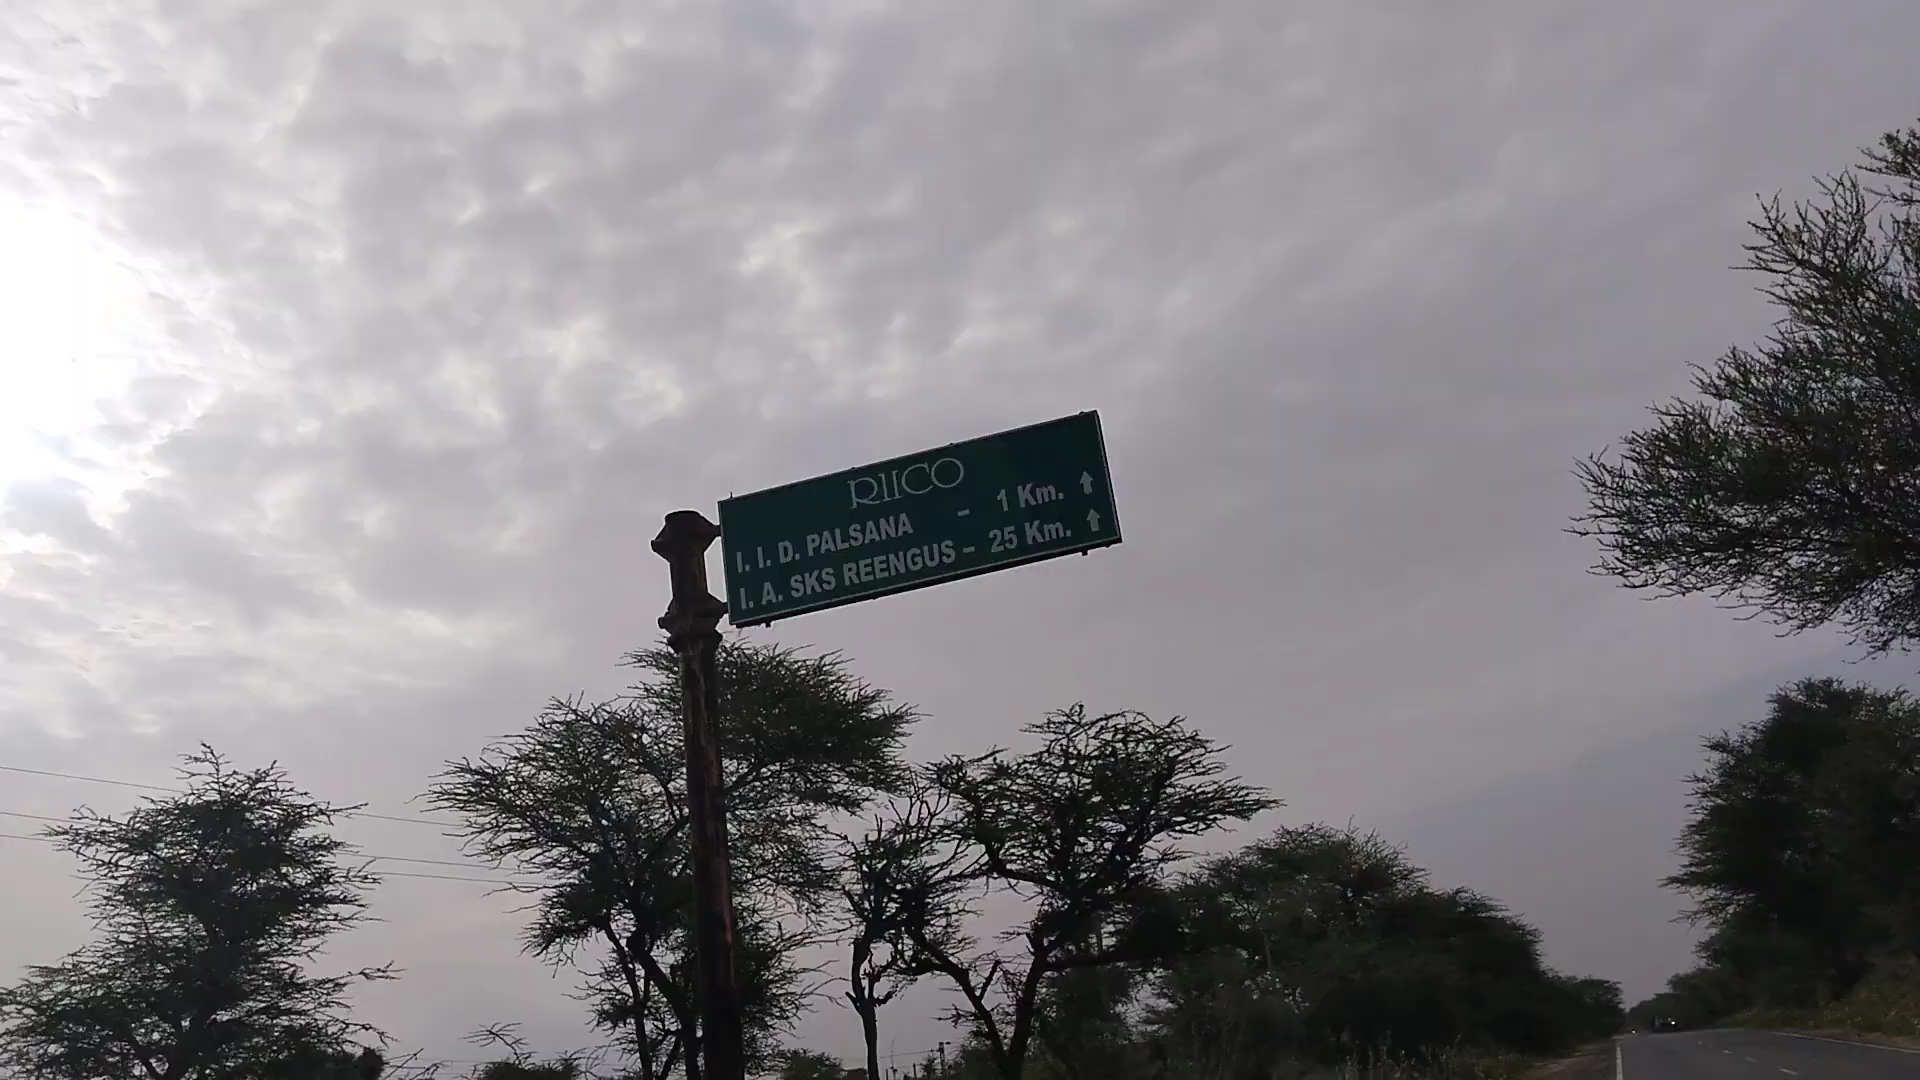 RIICO
I. I. D. PALSANA - 1 Km. ↑
I. A. SKS REENGUS - 25 Km. ↑